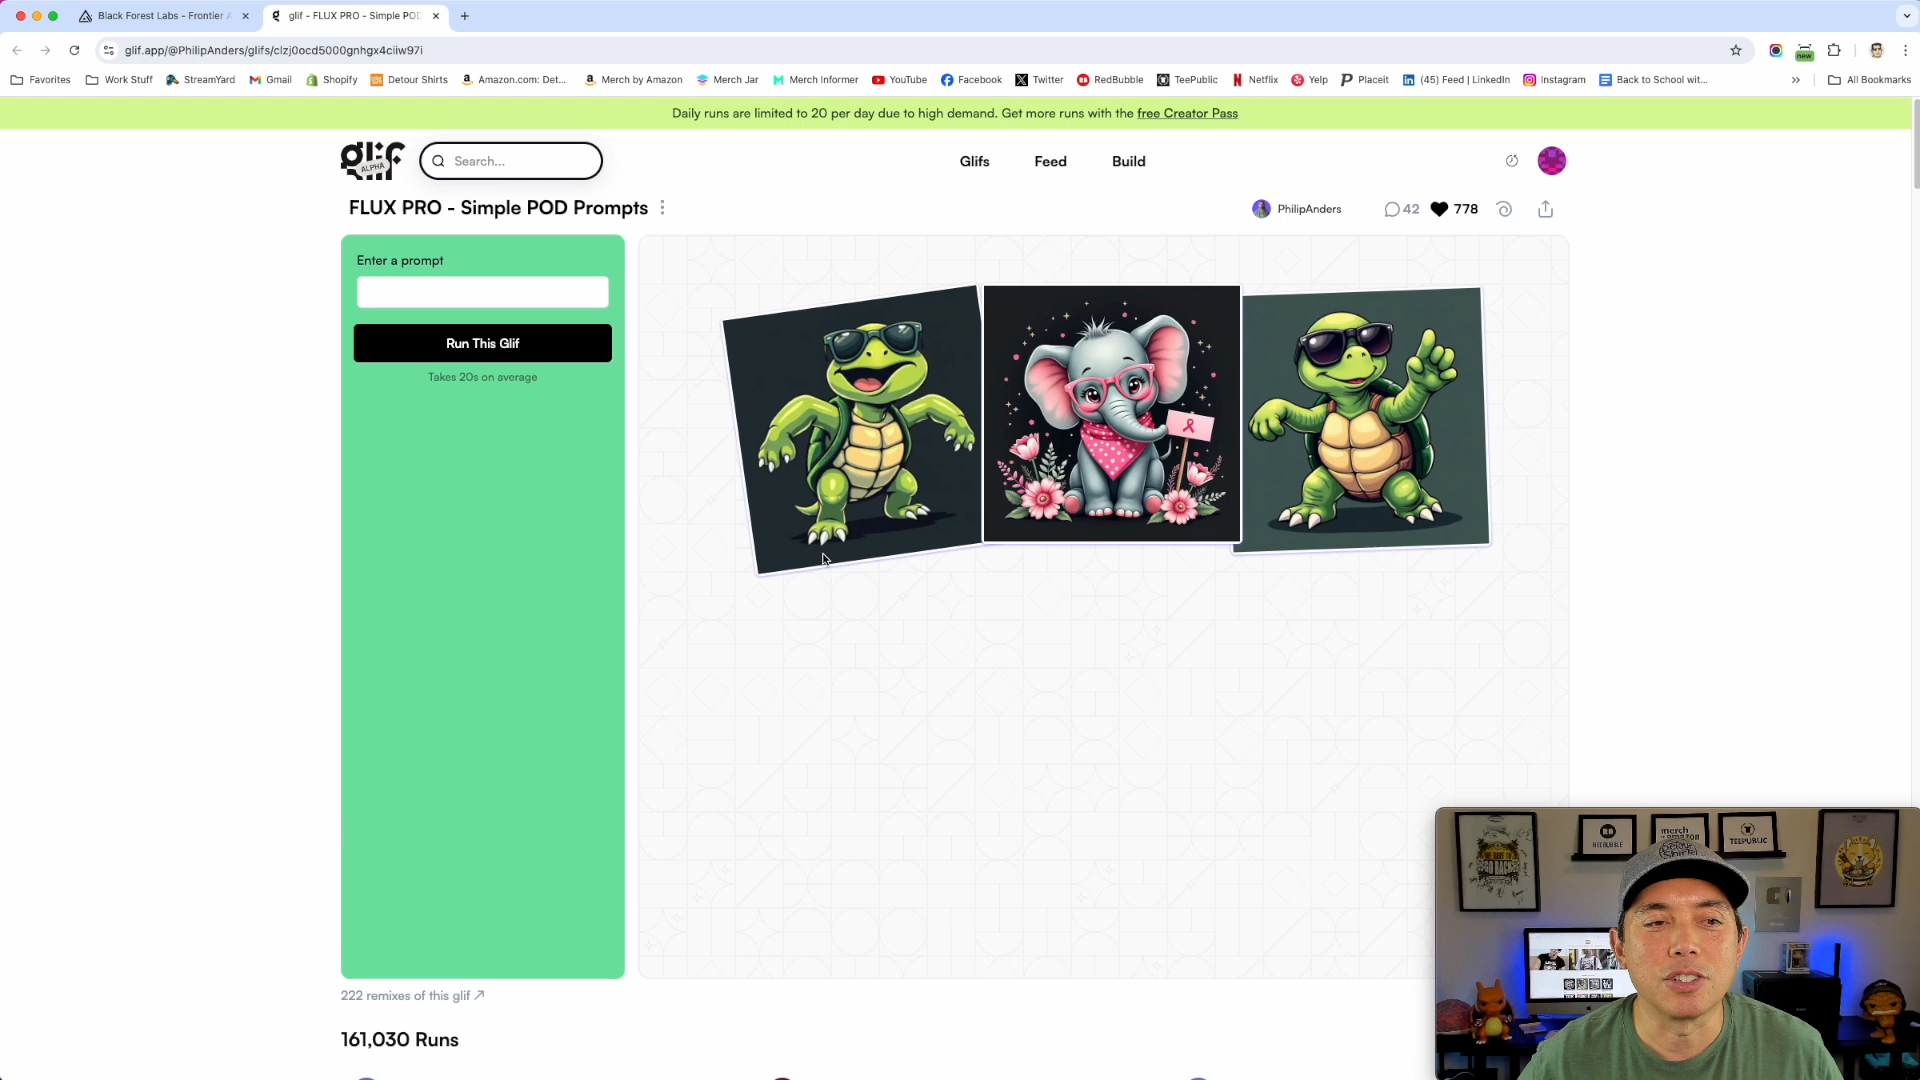 Black Forest Labs - Frontier A
glif - FLUX PRO - Simple POD
glif.app/@PhilipAnders/glifs/clzj0ocd5000gnhgx4ciiw97i
new
Favorites
Work Stuff
StreamYard
Gmail
Shopify
Detour Shirts
Amazon.com: Det...
Merch by Amazon
Merch Jar
Merch Informer
YouTube
Facebook
Twitter
RedBubble
TeePublic
Netflix
Yelp
Placeit
(45) Feed | LinkedIn
Instagram
Back to School wit...
All Bookmarks
Daily runs are limited to 20 per day due to high demand. Get more runs with the free Creator Pass
glif
ALPHA
Search...
Glifs
Feed
Build
FLUX PRO - Simple POD Prompts
PhilipAnders
42
778
Enter a prompt
Run This Glif
Takes 20s on average
222 remixes of this glif
161,030 Runs
REDBUBBLE
merch
amazon
TEEPUBLIC